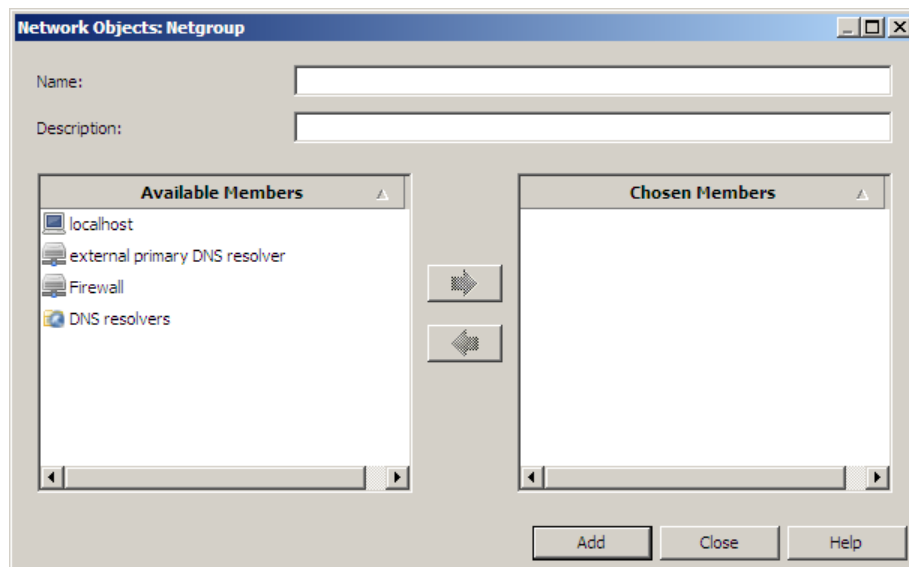 Network Objects: Netgroup
Name:
Description:
Available Members
localhost
external primary DNS resolver
Firewall
DNS resolvers
Chosen Members
Add Close Help